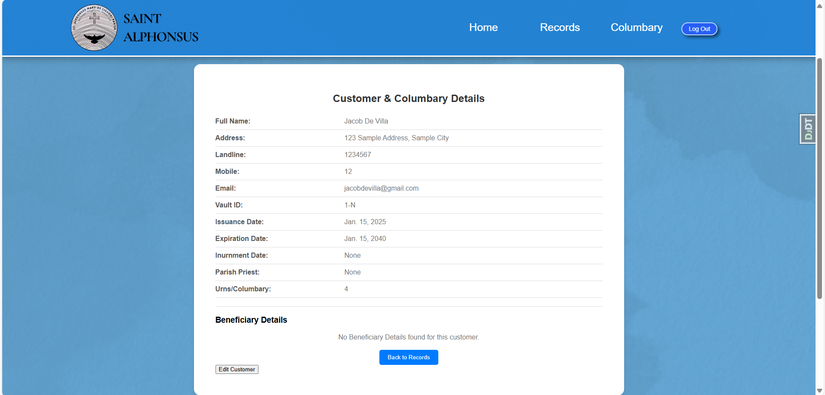 SAINT
ALPHONSUS
Home
Records
Columbary
Log Out
DJDT
Customer & Columbary Details
Full Name: Jacob De Villa
Address: 123 Sample Address, Sample City
Landline: 1234567
Mobile: 12
Email: jacobdevilla@gmail.com
Vault ID: 1-N
Issuance Date: Jan. 15, 2025
Expiration Date: Jan. 15, 2040
Inurnment Date: None
Parish Priest: None
Urns/Columbary: 4
Beneficiary Details
No Beneficiary Details found for this customer.
Back to Records
Edit Customer